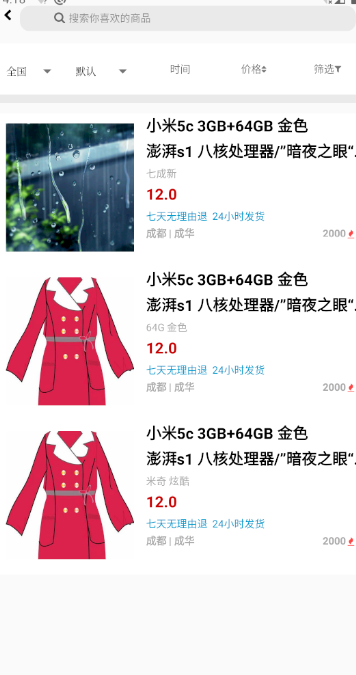 搜索你喜欢的商品
全国 默认 时间 价格 筛选
小米5c 3GB+64GB 金色
澎湃s1 八核处理器/”暗夜之眼“.
七成新
12.0
七天无理由退 24小时发货
成都 | 成华 2000
小米5c 3GB+64GB 金色
澎湃s1 八核处理器/”暗夜之眼“.
64G 金色
12.0
七天无理由退 24小时发货
成都 | 成华 2000
小米5c 3GB+64GB 金色
澎湃s1 八核处理器/”暗夜之眼“.
米奇 炫酷
12.0
七天无理由退 24小时发货
成都 | 成华 2000